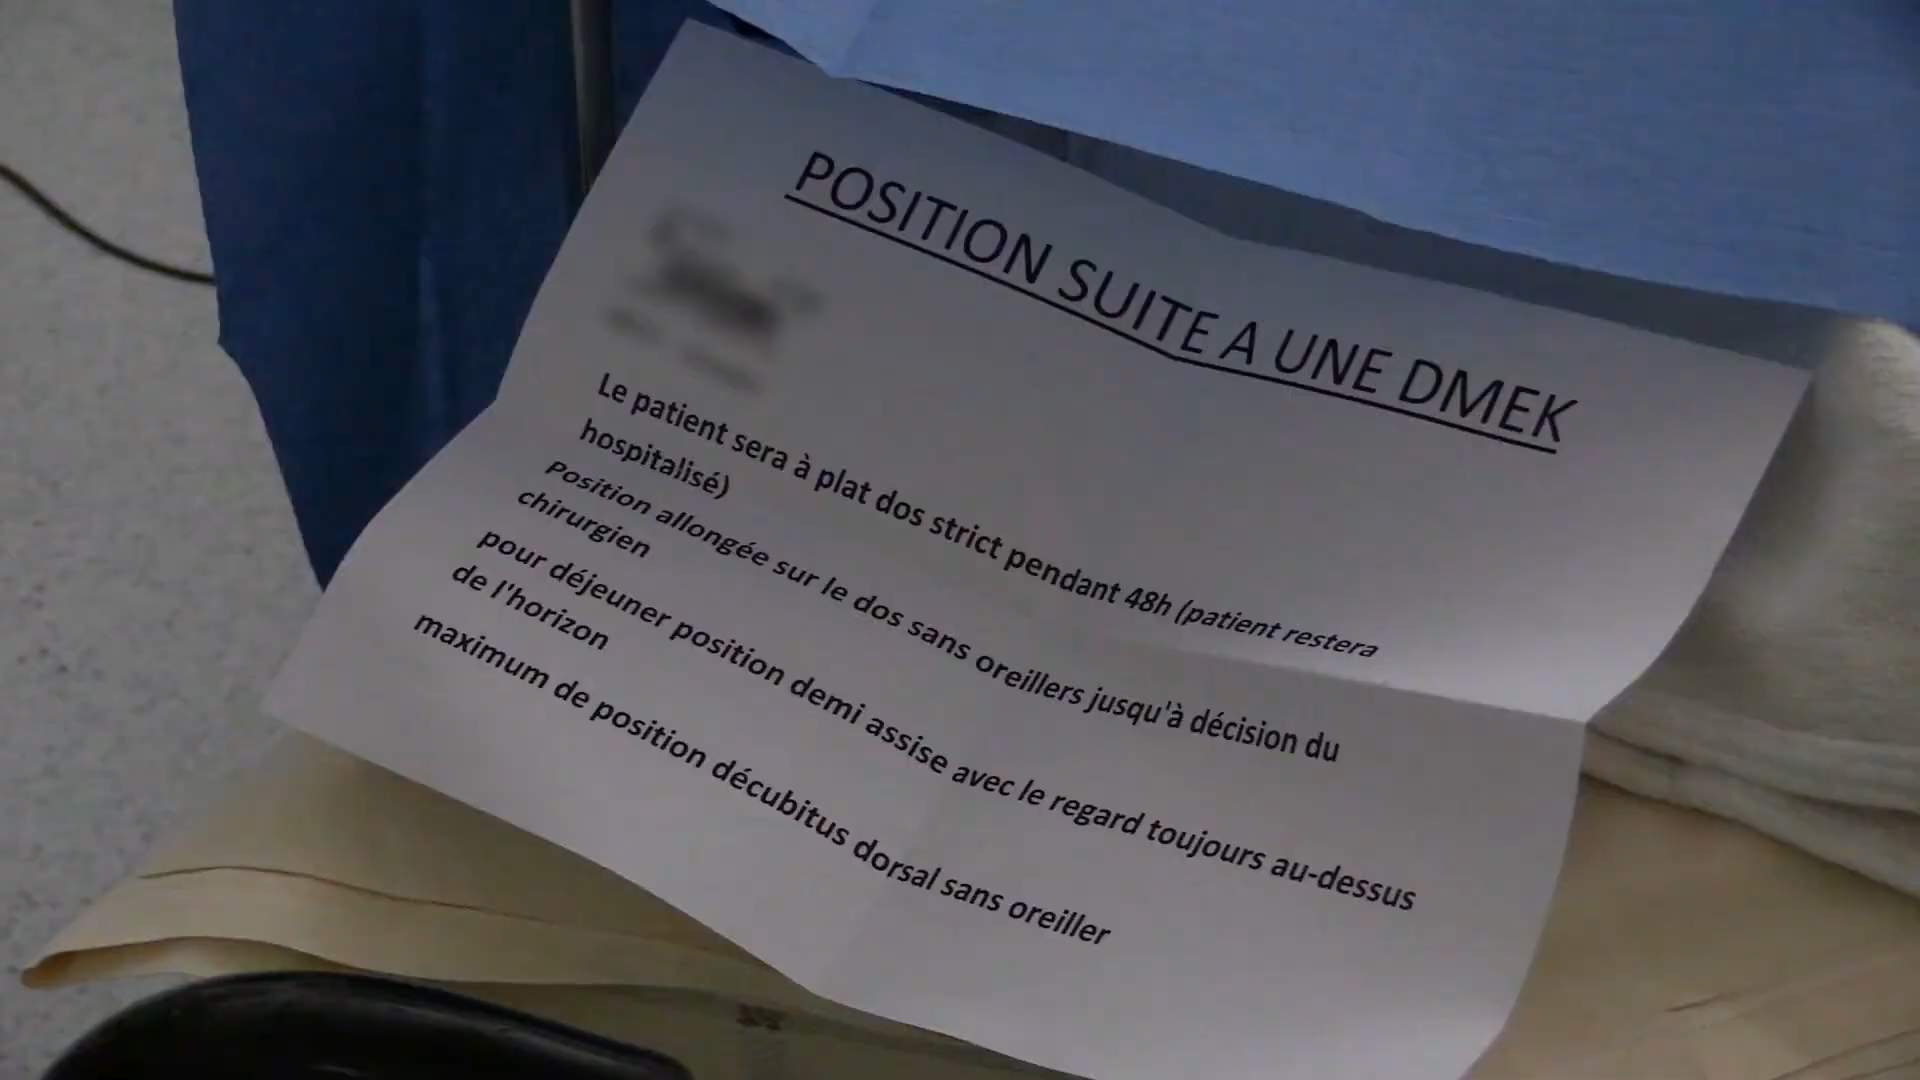 POSITION SUITE A UNE DMEK
Le patient sera à plat dos strict pendant 48h (patient restera
hospitalisé)
Position allongée sur le dos sans oreillers jusqu'à décision du
chirurgien
pour déjeuner position demi assise avec le regard toujours au-dessus
de l'horizon
maximum de position décubitus dorsal sans oreiller